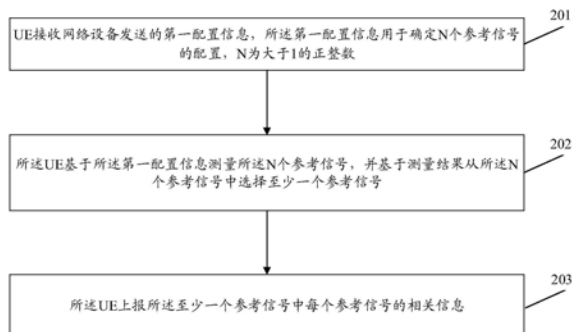 201
UE接收网络设备发送的第一配置信息，所述第一配置信息用于确定N个参考信号
的配置，N为大于1的正整数
202
所述UE基于所述第一配置信息测量所述N个参考信号，并基于测量结果从所述N
个参考信号中选择至少一个参考信号
203
所述UE上报所述至少一个参考信号中每个参考信号的相关信息